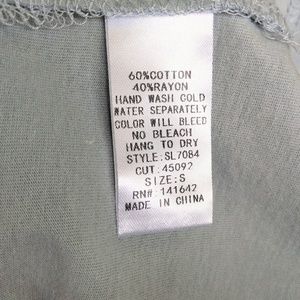 60%COTTON
40%RAYON
HAND WASH COLD
WATER SEPARATELY
COLOR WILL BLEED
NO BLEACH
HANG TO DRY
STYLE:SL7084
CUT:45092
SIZE:S
RN#:141642
MADE IN CHINA